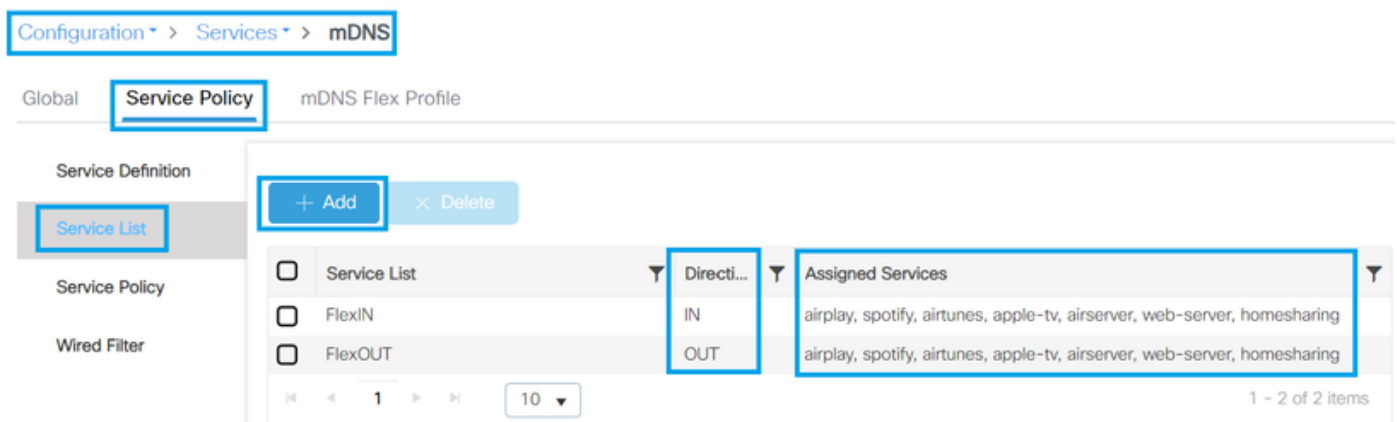 Configuration > Services > mDNS
Global Service Policy mDNS Flex Profile
Service Definition
Service List
Service Policy
Wired Filter
+ Add × Delete
Service List Directi... Assigned Services
FlexIN IN airplay, spotify, airtunes, apple-tv, airserver, web-server, homesharing
FlexOUT OUT airplay, spotify, airtunes, apple-tv, airserver, web-server, homesharing
1 10 1 - 2 of 2 items